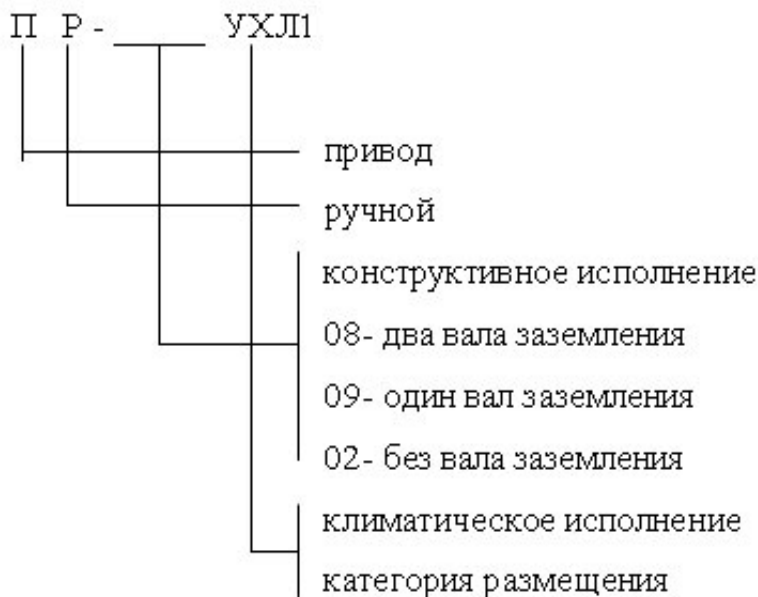 П Р - ______ УХЛ1
привод
ручной
конструктивное исполнение
08- два вала заземления
09- один вал заземления
02- без вала заземления
климатическое исполнение
категория размещения